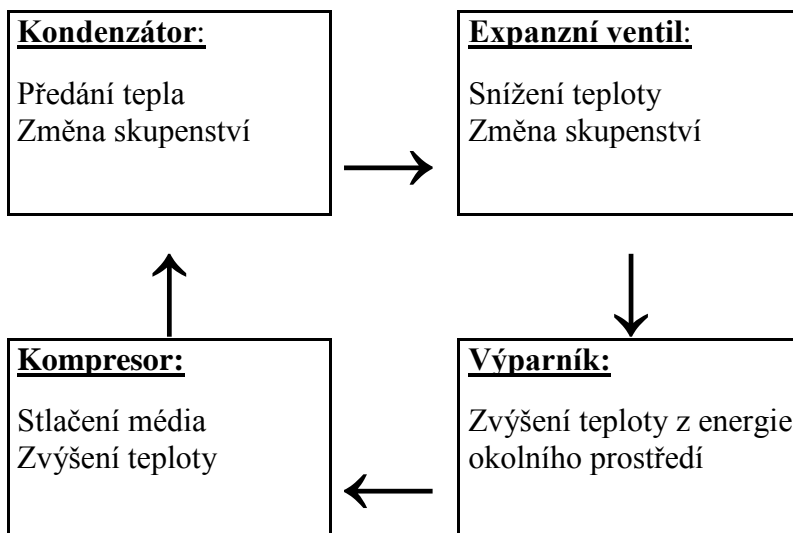 Kondenzátor:
Předání tepla
Změna skupenství
Expanzní ventil:
Snížení teploty
Změna skupenství
Kompresor:
Stlačení média
Zvýšení teploty
Výparník:
Zvýšení teploty z energie
okolního prostředí